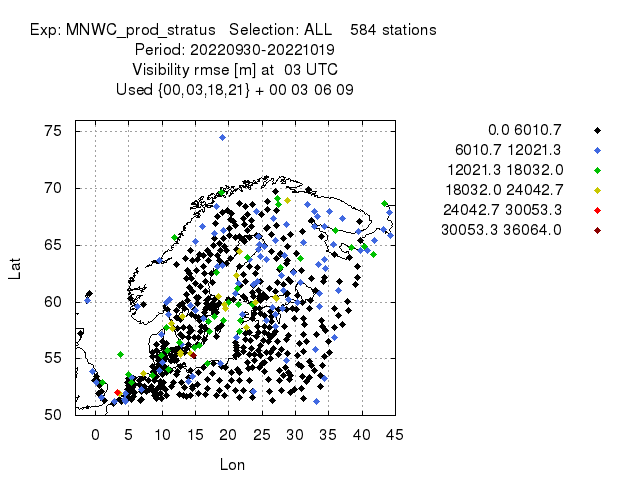 Exp: MNWC_prod_stratus Selection: ALL 584 stations
Period: 20220930-20221019
Visibility rmse [m] at 03 UTC
Used {00,03,18,21} + 00 03 06 09
0.0 6010.7
6010.7 12021.3
12021.3 18032.0
18032.0 24042.7
24042.7 30053.3
30053.3 36064.0
75
70
65
60
55
50
Lat
0 5 10 15 20 25 30 35 40 45
Lon